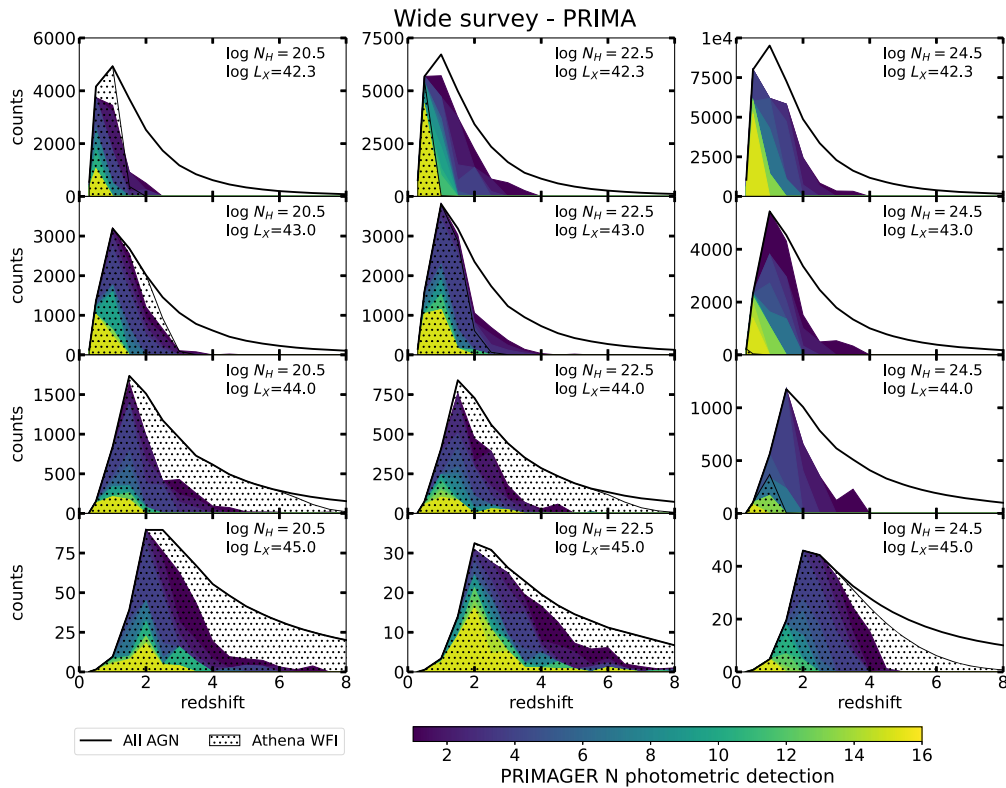 Wide survey - PRIMA
6000
4000
2000
0
counts
log N_H = 20.5
log L_X=42.3
7500
5000
2500
0
log N_H = 22.5
log L_X=42.3
1e4
7500
5000
2500
0
log N_H = 24.5
log L_X=42.3
3000
2000
1000
0
counts
log N_H = 20.5
log L_X=43.0
3000
2000
1000
0
log N_H = 22.5
log L_X=43.0
4000
2000
0
log N_H = 24.5
log L_X=43.0
1500
1000
500
0
counts
log N_H = 20.5
log L_X=44.0
750
500
250
0
log N_H = 22.5
log L_X=44.0
1000
500
0
log N_H = 24.5
log L_X=44.0
75
50
25
0
counts
log N_H = 20.5
log L_X=45.0
30
20
10
0
log N_H = 22.5
log L_X=45.0
40
20
0
log N_H = 24.5
log L_X=45.0
0 2 4 6 8
0 2 4 6 8
0 2 4 6 8
redshift
redshift
redshift
All AGN
Athena WFI
2 4 6 8 10 12 14 16
PRIMAGER N photometric detection